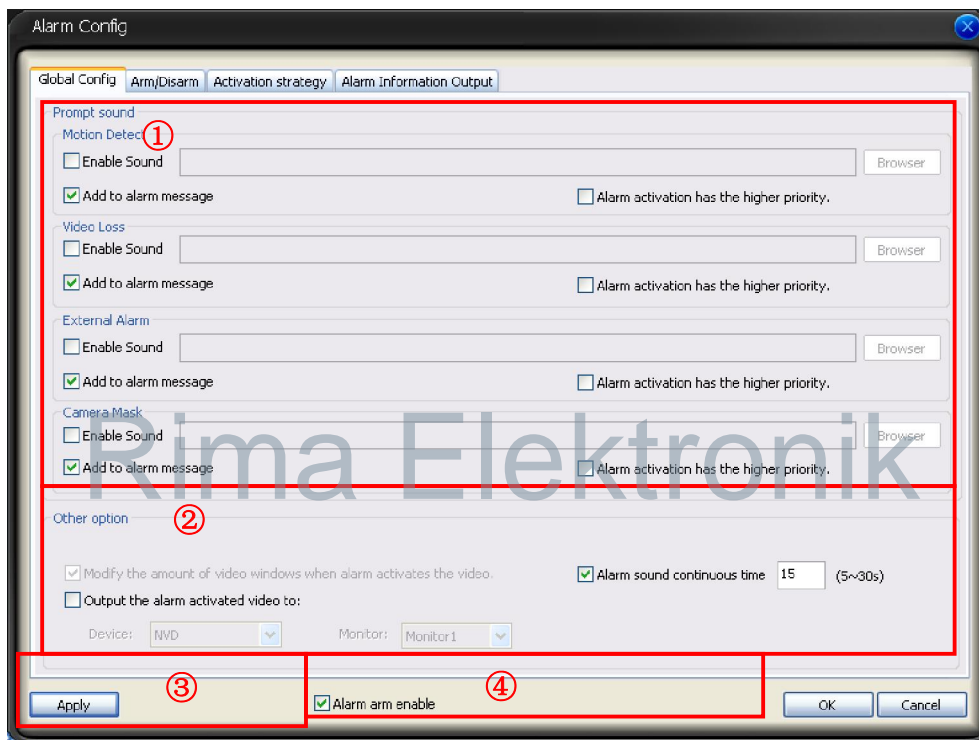 Alarm Config
Global Config Arm/Disarm Activation strategy Alarm Information Output
Prompt sound
Motion Detect ①
Enable Sound Browser
Add to alarm message Alarm activation has the higher priority.
Video Loss
Enable Sound Browser
Add to alarm message Alarm activation has the higher priority.
External Alarm
Enable Sound Browser
Add to alarm message Alarm activation has the higher priority.
Camera Mask
Enable Sound Browser
Add to alarm message Alarm activation has the higher priority.
Rima Elektronik
Other option ②
Modify the amount of video windows when alarm activates the video. Alarm sound continuous time 15 (5~30s)
Output the alarm activated video to:
Device: NVD Monitor: Monitor1
③ ④
Apply Alarm arm enable OK Cancel